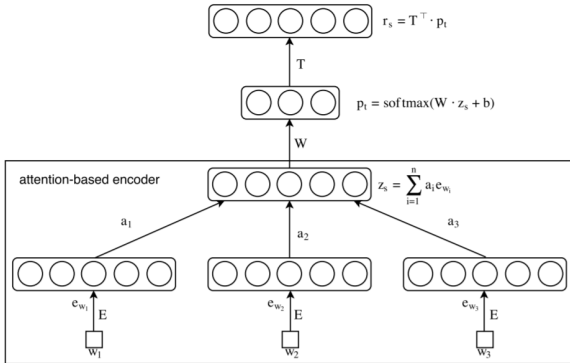 r_s = T^⊤ · p_t
T
p_t = softmax(W · z_s + b)
W
attention-based encoder
z_s = ∑_{i=1}^{n} a_i e_{w_i}
a_1
a_2
a_3
e_{w_1} E
e_{w_2} E
e_{w_3} E
w_1
w_2
w_3